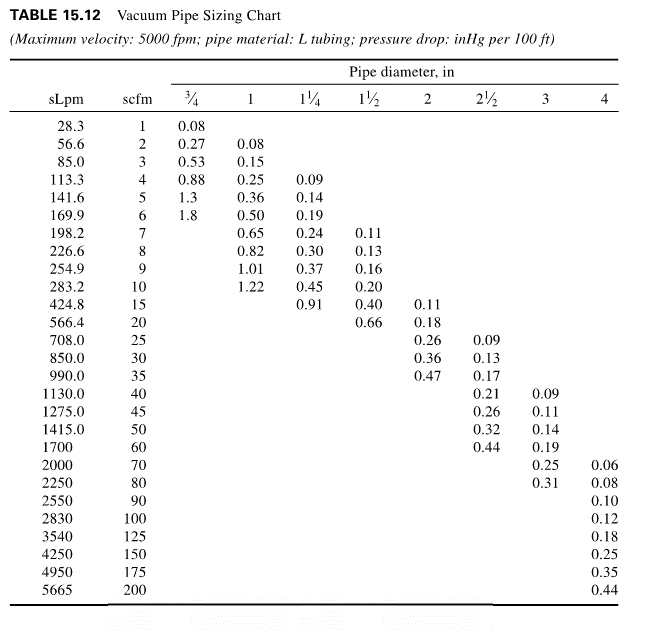 TABLE 15.12 Vacuum Pipe Sizing Chart
(Maximum velocity: 5000 fpm; pipe material: L tubing; pressure drop: inHg per 100 ft)
Pipe diameter, in
sLpm scfm ¾ 1 1¼ 1½ 2 2½ 3 4
28.3 1 0.08
56.6 2 0.27 0.08
85.0 3 0.53 0.15
113.3 4 0.88 0.25 0.09
141.6 5 1.3 0.36 0.14
169.9 6 1.8 0.50 0.19
198.2 7 0.65 0.24 0.11
226.6 8 0.82 0.30 0.13
254.9 9 1.01 0.37 0.16
283.2 10 1.22 0.45 0.20
424.8 15 0.91 0.40 0.11
566.4 20 0.66 0.18
708.0 25 0.26 0.09
850.0 30 0.36 0.13
990.0 35 0.47 0.17
1130.0 40 0.21 0.09
1275.0 45 0.26 0.11
1415.0 50 0.32 0.14
1700 60 0.44 0.19
2000 70 0.25 0.06
2250 80 0.31 0.08
2550 90 0.10
2830 100 0.12
3540 125 0.18
4250 150 0.25
4950 175 0.35
5665 200 0.44